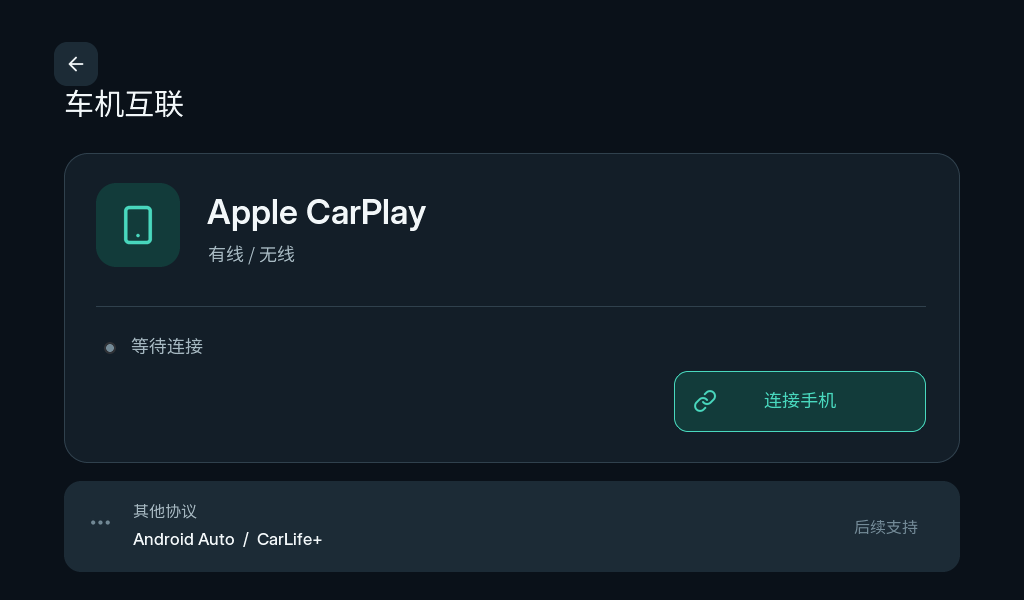 车机互联
Apple CarPlay
有线 / 无线
等待连接
连接手机
其他协议
Android Auto / CarLife+
后续支持